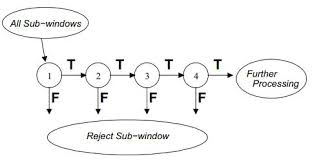 All Sub-windows
T T T T
1 2 3 4
Further
Processing
F F F F
Reject Sub-window